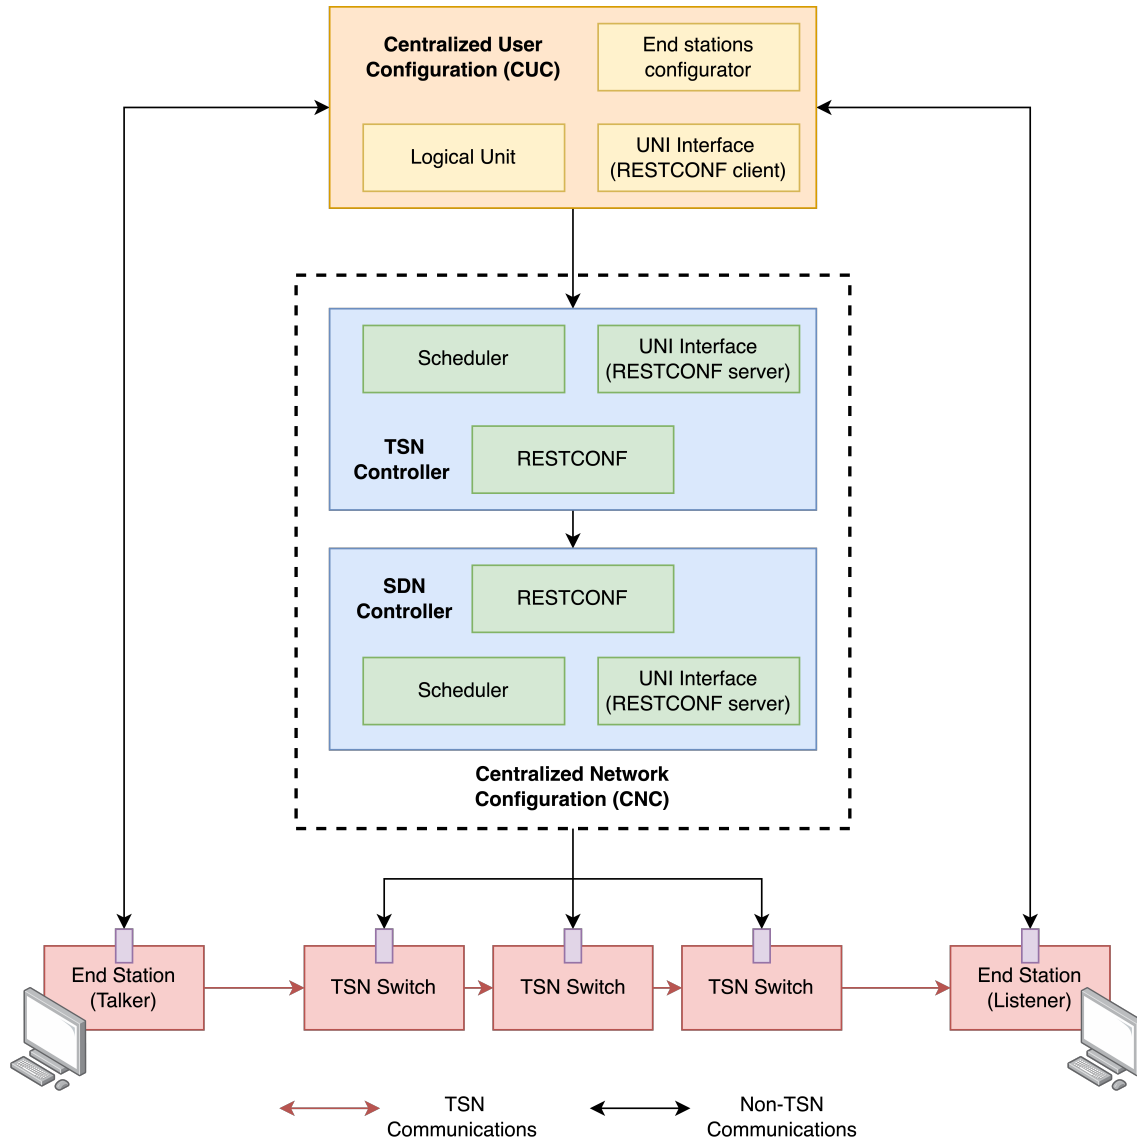 Centralized User
Configuration (CUC)
End stations
configurator
Logical Unit
UNI Interface
(RESTCONF client)
Scheduler
UNI Interface
(RESTCONF server)
TSN
Controller
RESTCONF
SDN
Controller
RESTCONF
Scheduler
UNI Interface
(RESTCONF server)
Centralized Network
Configuration (CNC)
End Station
(Talker)
TSN Switch
TSN Switch
TSN Switch
End Station
(Listener)
TSN
Communications
Non-TSN
Communications